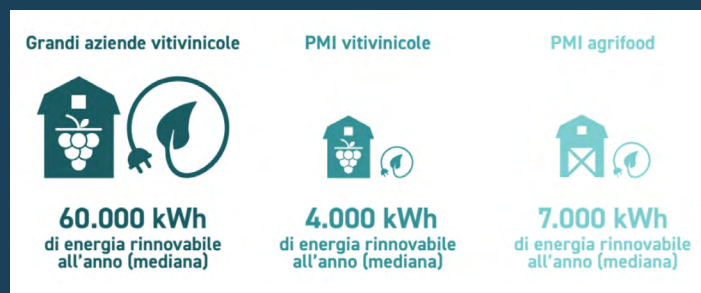 Grandi aziende vitivinicole
60.000 kWh
di energia rinnovabile
all'anno (mediana)
PMI vitivinicole
4.000 kWh
di energia rinnovabile
all'anno (mediana)
PMI agrifood
7.000 kWh
di energia rinnovabile
all'anno (mediana)